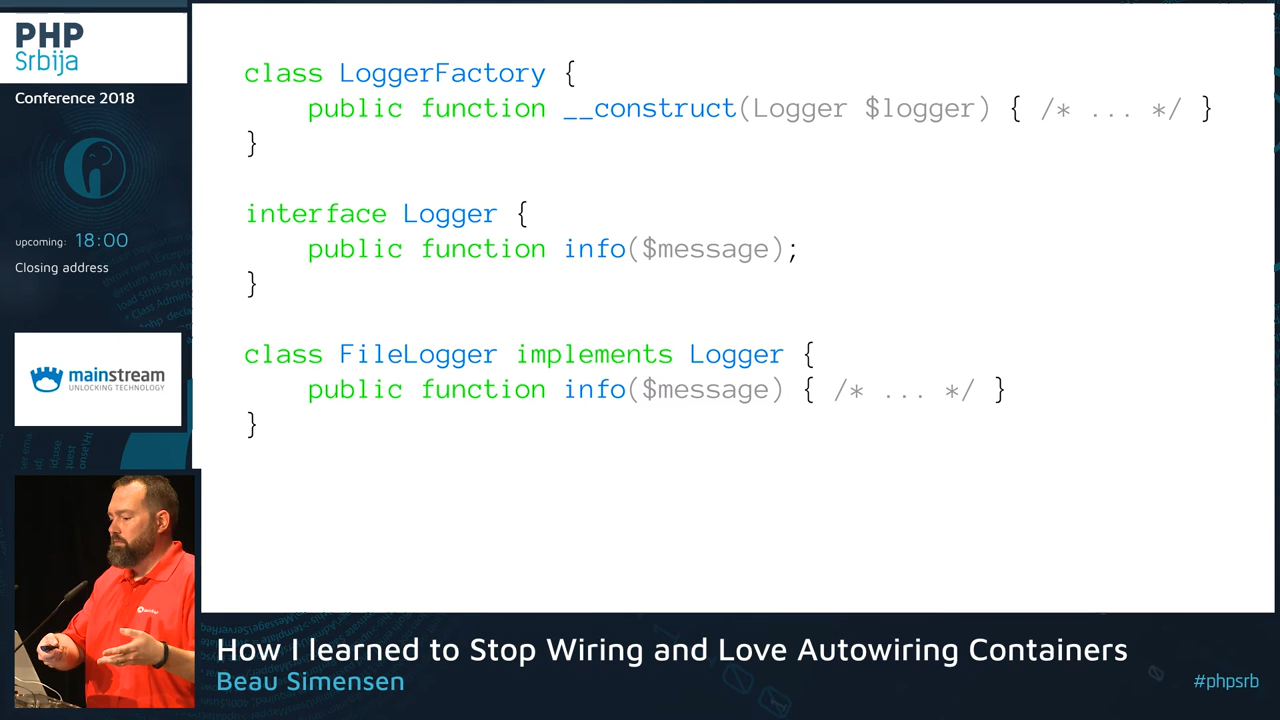 PHP
Srbija
Conference 2018
upcoming: 18:00
Closing address
mainstream
UNLOCKING TECHNOLOGY
class LoggerFactory {
public function __construct(Logger $logger) { /* ... */ }
}
interface Logger {
public function info($message);
}
class FileLogger implements Logger {
public function info($message) { /* ... */ }
}
How I learned to Stop Wiring and Love Autowiring Containers
Beau Simensen
#phpsrb